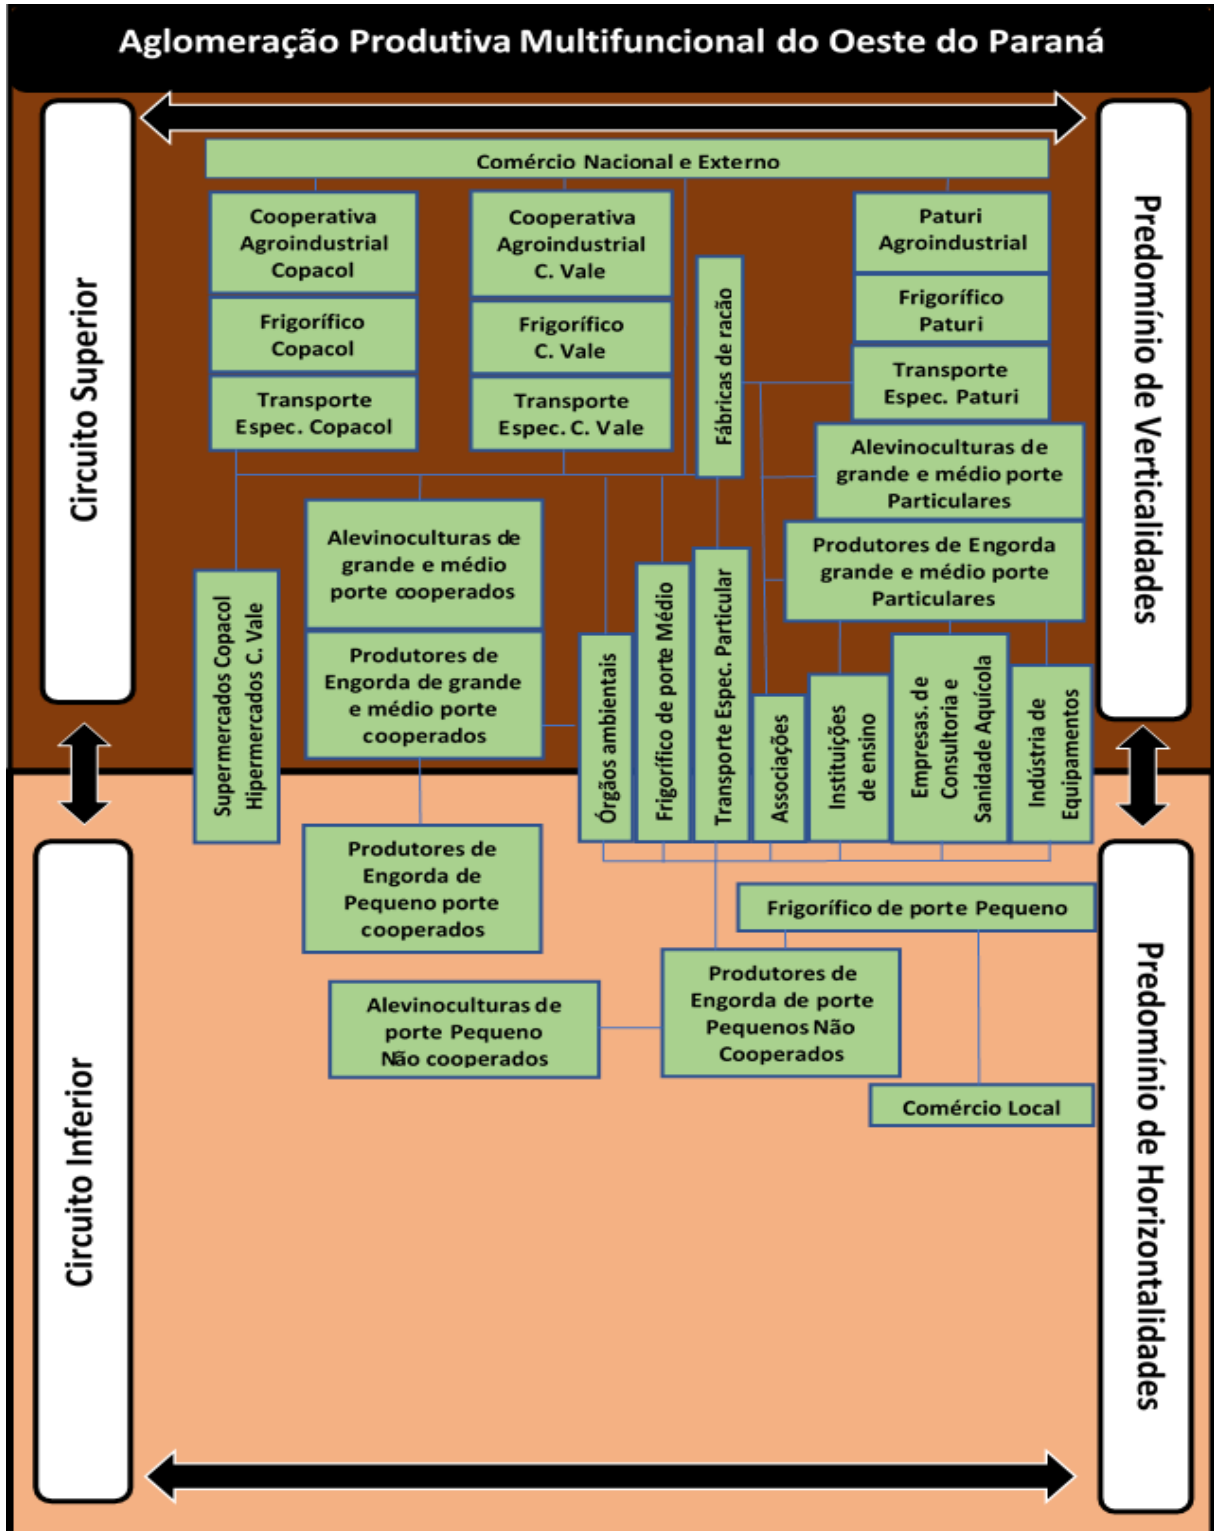 Aglomeração Produtiva Multifuncional do Oeste do Paraná
Circuito Superior
Predomínio de Verticalidades
Comércio Nacional e Externo
Cooperativa
Agroindustrial
Copacol
Frigorífico
Copacol
Transporte
Espec. Copacol
Cooperativa
Agroindustrial
C. Vale
Frigorífico
C. Vale
Transporte
Espec. C. Vale
Fábricas de racão
Paturi
Agroindustrial
Frigorífico
Paturi
Transporte
Espec. Paturi
Alevinoculturas de
grande e médio porte
Particulares
Produtores de Engorda
grande e médio porte
Particulares
Alevinoculturas de
grande e médio
porte cooperados
Produtores de
Engorda de grande
e médio porte
cooperados
Supermercados Copacol
Hipermercados C. Vale
Órgãos ambientais
Frigorífico de porte Médio
Transporte Espec. Particular
Associações
Instituições
de ensino
Empresas. de
Consultoria e
Sanidade Aquícola
Indústria de
Equipamentos
Circuito Inferior
Predomínio de Horizontalidades
Produtores de
Engorda de
Pequeno porte
cooperados
Frigorífico de porte Pequeno
Produtores de
Engorda de porte
Pequenos Não
Cooperados
Alevinoculturas de
porte Pequeno
Não cooperados
Comércio Local